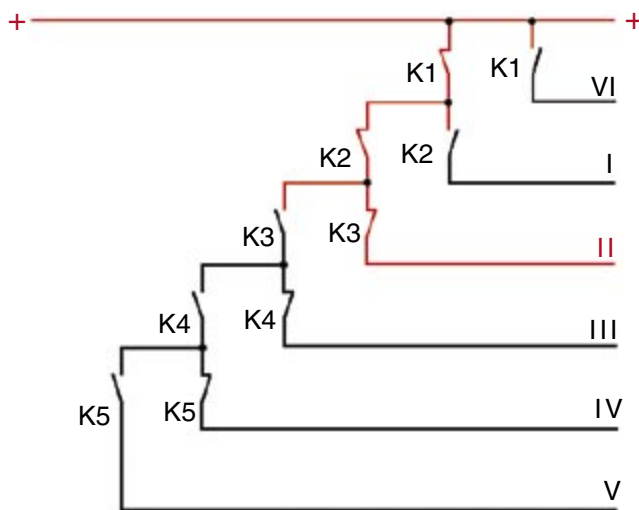 + +
K1 K1
VI
K2 K2
I
K3 K3
II
K4 K4
III
K5 K5
IV
V